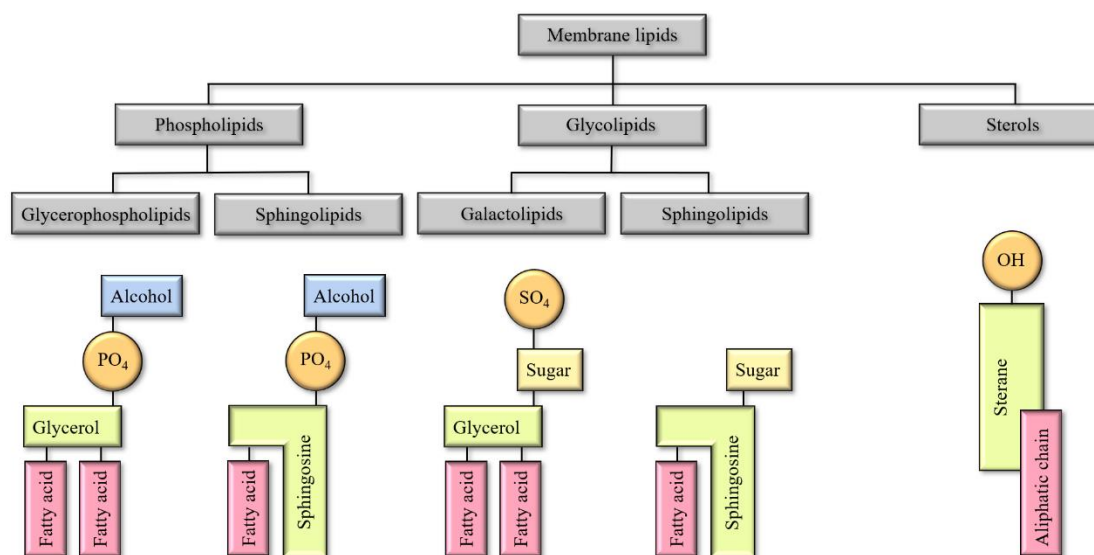 Membrane lipids
Phospholipids
Glycolipids
Sterols
Glycerophospholipids
Sphingolipids
Galactolipids
Sphingolipids
OH
Alcohol
Alcohol
SO₄
PO₄
PO₄
Sugar
Sugar
Sterane
Glycerol
Glycerol
Sphingosine
Sphingosine
Aliphatic chain
Fatty acid
Fatty acid
Fatty acid
Fatty acid
Fatty acid
Fatty acid